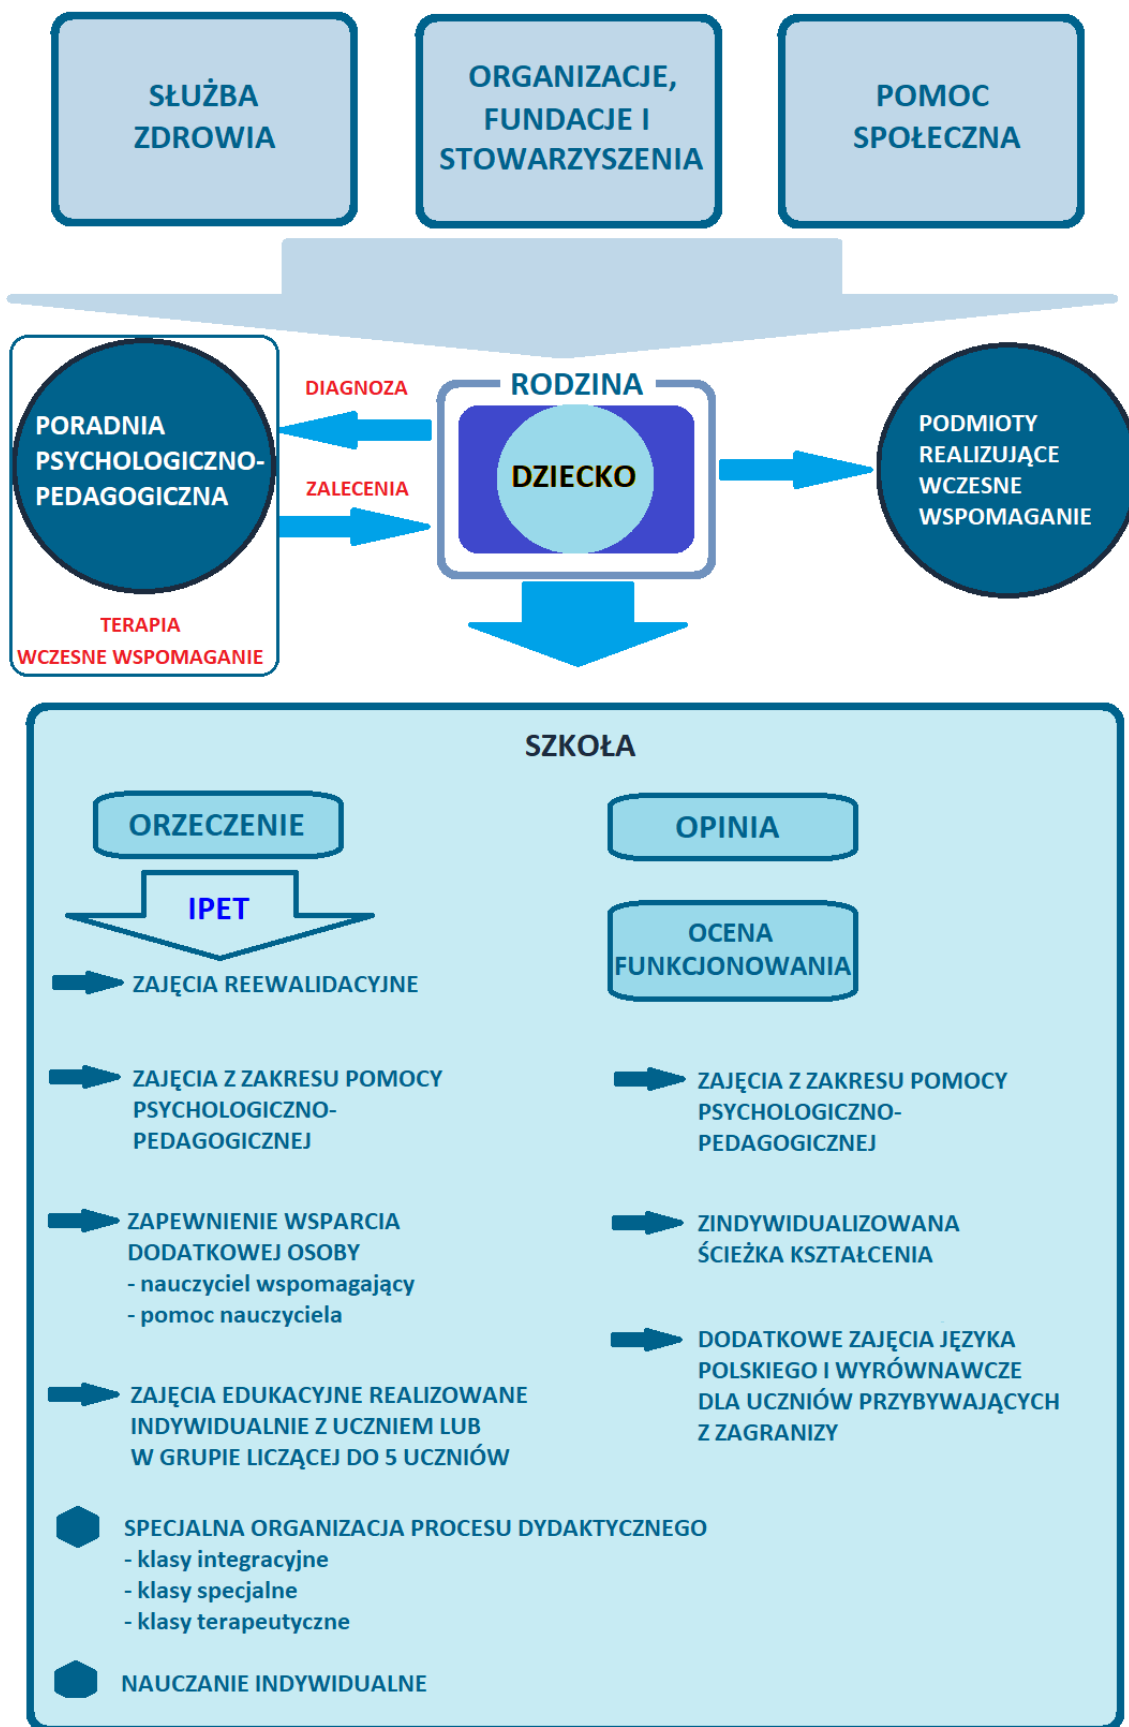 SŁUŻBA
ZDROWIA
ORGANIZACJE,
FUNDACJE I
STOWARZYSZENIA
POMOC
SPOŁECZNA
PORADNIA
PSYCHOLOGICZNO-
PEDAGOGICZNA
TERAPIA
WCZESNE WSPOMAGANIE
DIAGNOZA
ZALECENIA
RODZINA
DZIECKO
PODMIOTY
REALIZUJĄCE
WCZESNE
WSPOMAGANIE
SZKOŁA
ORZECZENIE
IPET
ZAJĘCIA REEWALIDACYJNE
ZAJĘCIA Z ZAKRESU POMOCY
PSYCHOLOGICZNO-
PEDAGOGICZNEJ
ZAPEWNIENIE WSPARCIA
DODATKOWEJ OSOBY
- nauczyciel wspomagający
- pomoc nauczyciela
ZAJĘCIA EDUKACYJNE REALIZOWANE
INDYWIDUALNIE Z UCZNIEM LUB
W GRUPIE LICZĄCEJ DO 5 UCZNIÓW
SPECJALNA ORGANIZACJA PROCESU DYDAKTYCZNEGO
- klasy integracyjne
- klasy specjalne
- klasy terapeutyczne
NAUCZANIE INDYWIDUALNE
OPINIA
OCENA
FUNKCJONOWANIA
ZAJĘCIA Z ZAKRESU POMOCY
PSYCHOLOGICZNO-
PEDAGOGICZNEJ
ZINDYWIDUALIZOWANA
ŚCIEŻKA KSZTAŁCENIA
DODATKOWE ZAJĘCIA JĘZYKA
POLSKIEGO I WYRÓWNAWCZE
DLA UCZNIÓW PRZYBYWAJĄCYCH
Z ZAGRANIZY